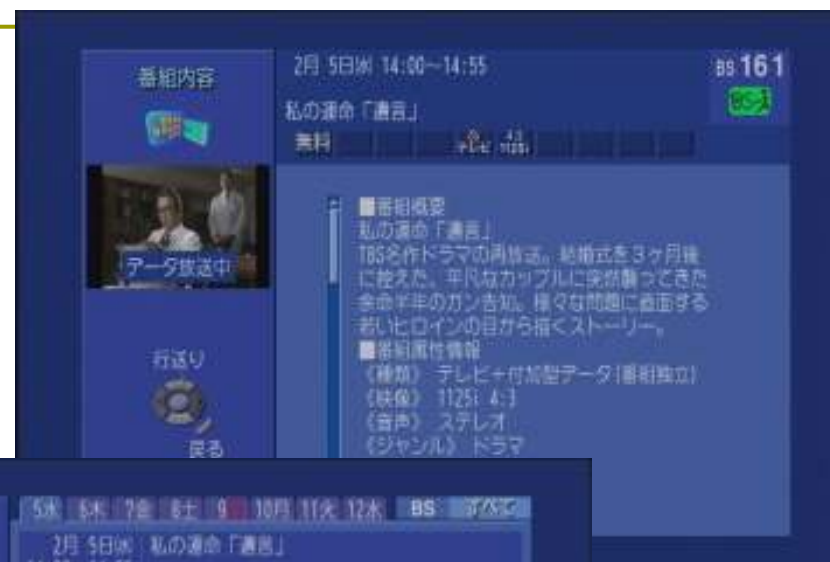 番組内容
2月 5日㈬ 14:00~14:55
BS 161
私の運命「遺言」
BS-i
無料
テレビ 1125i
データ放送中
■番組概要
私の運命「遺言」
TBS名作ドラマの再放送。結婚式を3ヶ月後
に控えた、平凡なカップルに突然襲ってきた
余命半年のガン告知。様々な問題に直面する
若いヒロインの目から描くストーリー。
■番組属性情報
《種類》 テレビ+付加型データ(番組独立)
《映像》 1125i 4:3
《音声》 ステレオ
《ジャンル》 ドラマ
行送り
戻る
5水 6木 7金 8土 9 10月 11火 12水 BS すべて
2月 5日㈬ 私の運命「遺言」